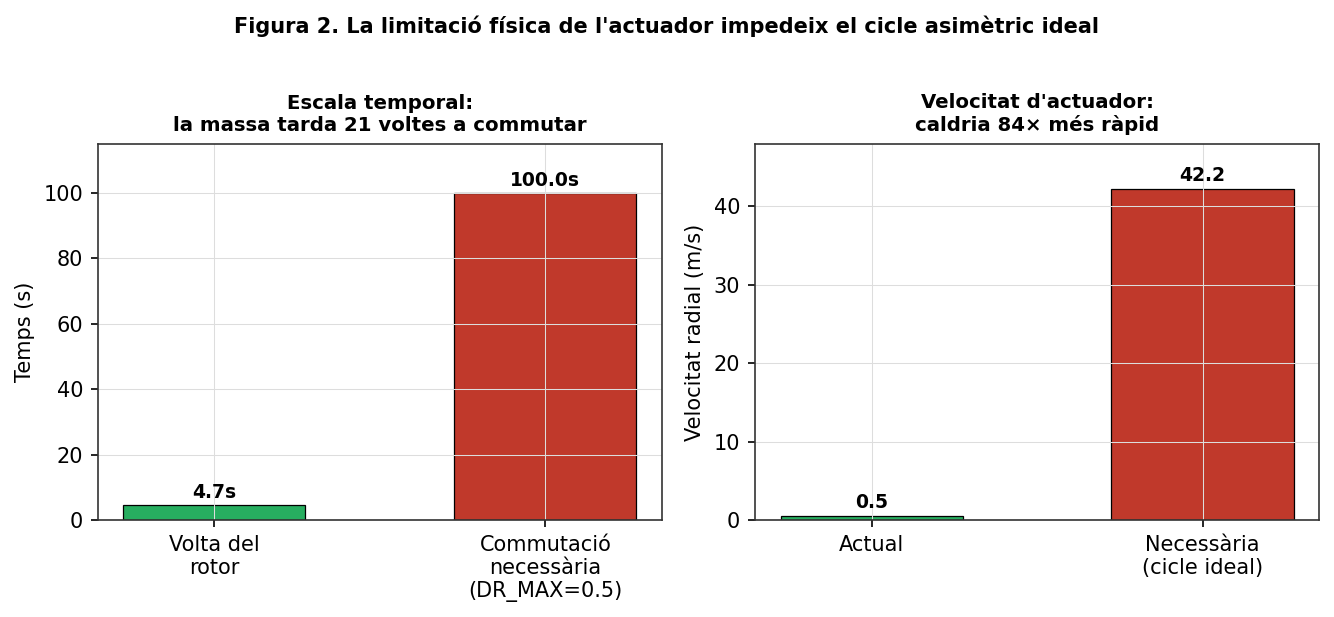 Figura 2. La limitació física de l'actuador impedeix el cicle asimètric ideal
Escala temporal:
la massa tarda 21 voltes a commutar
Temps (s)
100
80
60
40
20
0
4.7s
100.0s
Volta del
rotor
Commutació
necessària
(DR_MAX=0.5)
Velocitat d'actuador:
caldria 84× més ràpid
Velocitat radial (m/s)
40
30
20
10
0
0.5
42.2
Actual
Necessària
(cicle ideal)